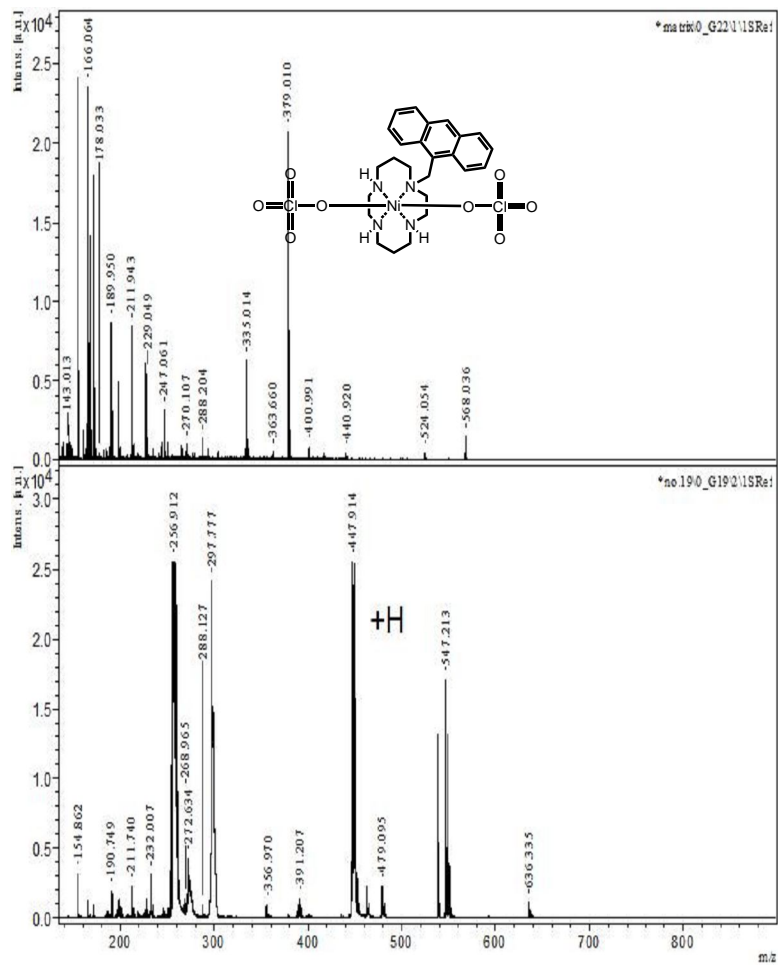 Intens. [a.u.]
x10⁴
*matrix\0_G22\1\1SRef
2.5
2.0
1.5
1.0
0.5
0.0
143.013
166.064
178.033
189.950
211.943
229.049
247.061
270.107
288.204
335.014
363.660
379.010
400.991
440.920
524.054
568.036
O
O
Cl
O
O
H
N
N
Ni
N
N
H
H
O
O
Cl
O
O
Intens. [a.u.]
x10⁴
*no.19\0_G19\2\1SRef
3.0
2.5
2.0
1.5
1.0
0.5
0.0
154.862
190.749
211.740
232.007
256.912
268.965
272.634
288.127
297.777
356.970
391.207
447.914
+H
479.095
547.213
636.335
200
300
400
500
600
700
800
m/z